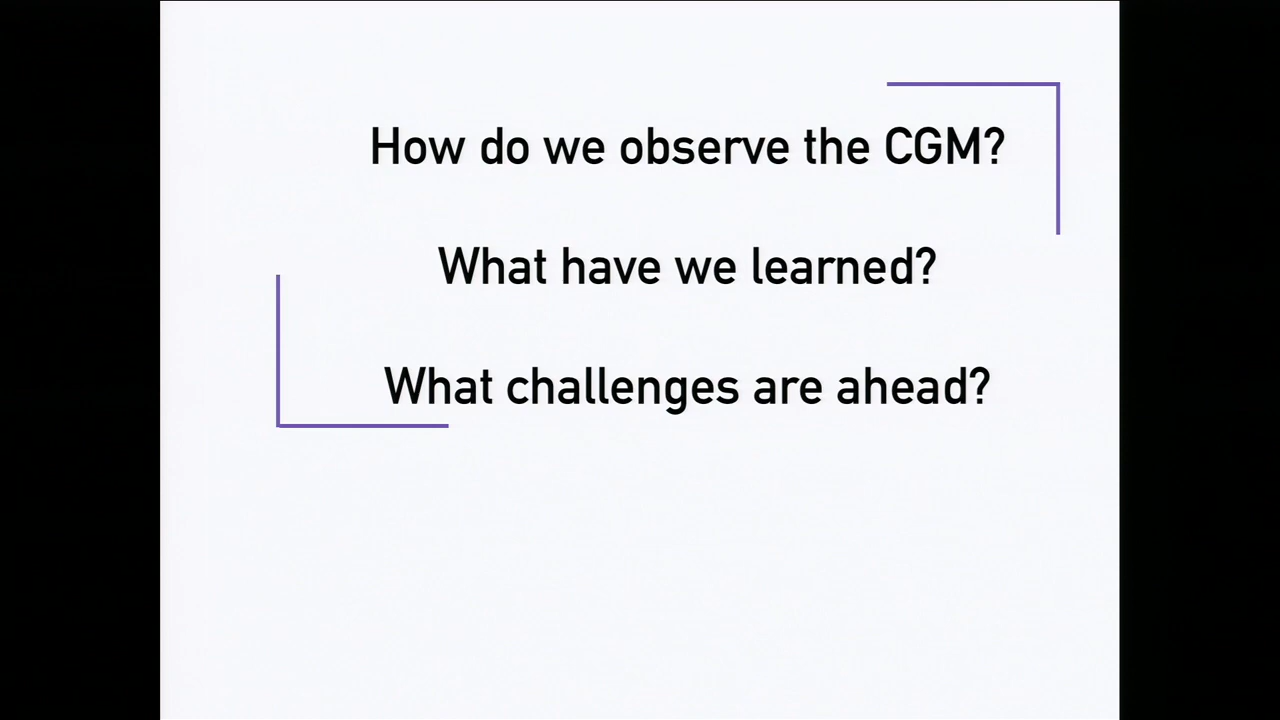 How do we observe the CGM?
What have we learned?
What challenges are ahead?